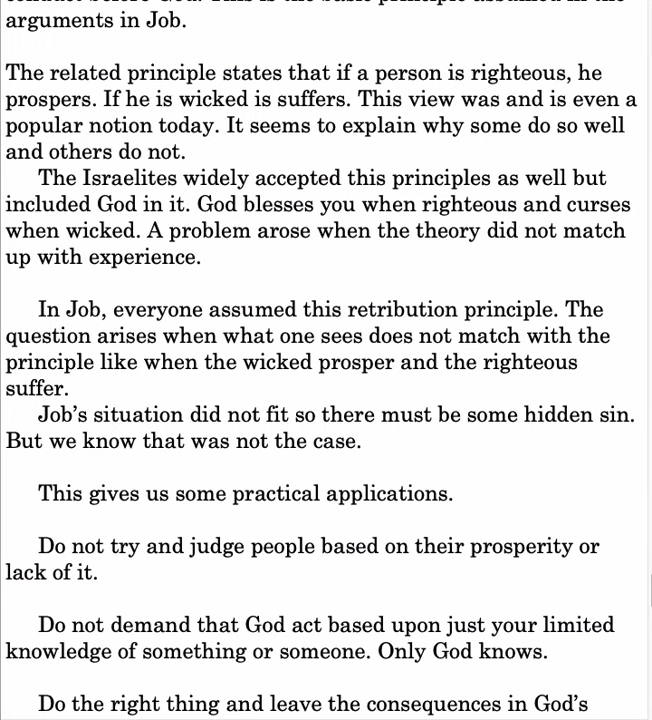 arguments in Job.
The related principle states that if a person is righteous, he
prospers. If he is wicked is suffers. This view was and is even a
popular notion today. It seems to explain why some do so well
and others do not.
The Israelites widely accepted this principles as well but
included God in it. God blesses you when righteous and curses
when wicked. A problem arose when the theory did not match
up with experience.
In Job, everyone assumed this retribution principle. The
question arises when what one sees does not match with the
principle like when the wicked prosper and the righteous
suffer.
Job’s situation did not fit so there must be some hidden sin.
But we know that was not the case.
This gives us some practical applications.
Do not try and judge people based on their prosperity or
lack of it.
Do not demand that God act based upon just your limited
knowledge of something or someone. Only God knows.
Do the right thing and leave the consequences in God’s